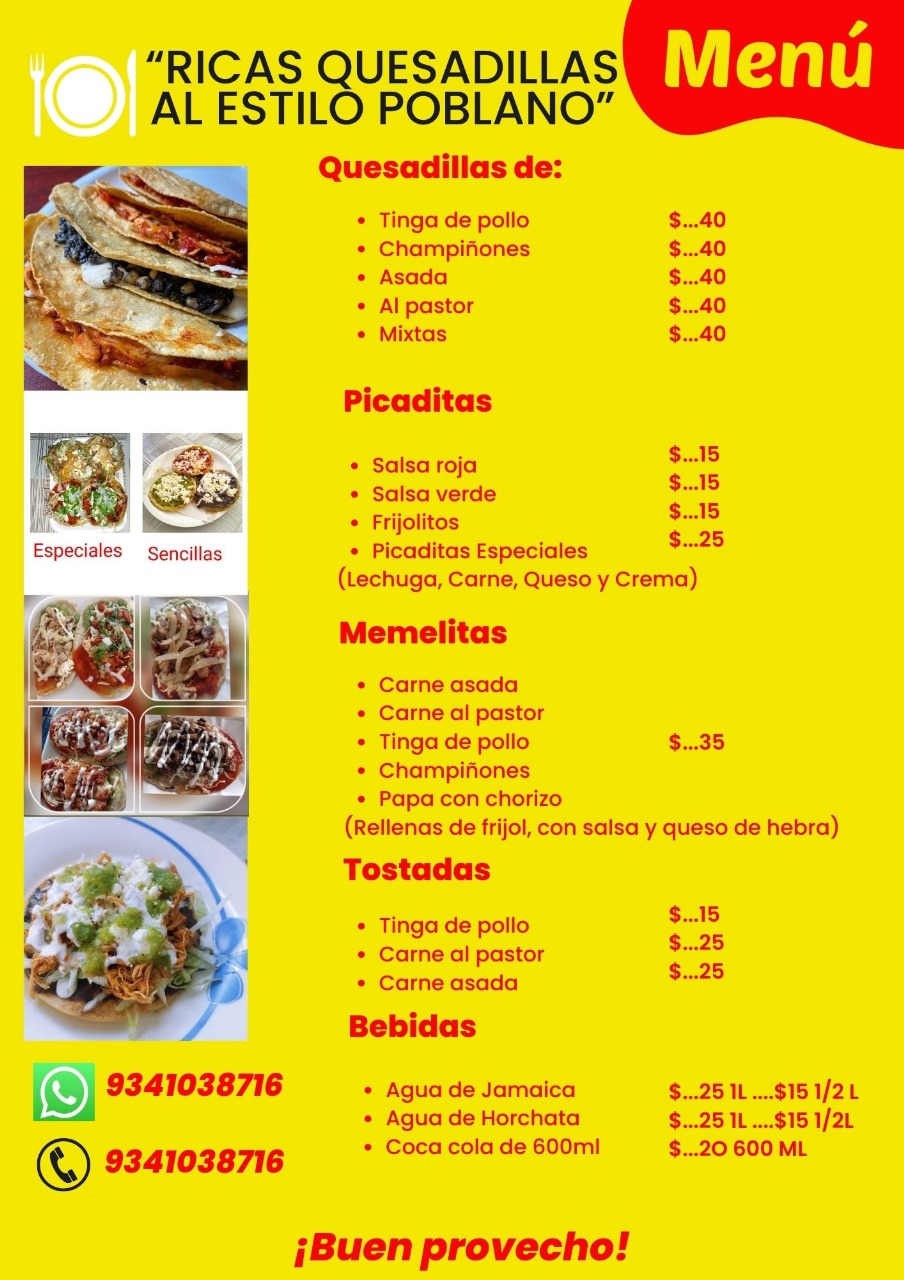 “RICAS QUESADILLAS
AL ESTILO POBLANO”
Menú
Quesadillas de:
• Tinga de pollo $...40
• Champiñones $...40
• Asada $...40
• Al pastor $...40
• Mixtas $...40
Picaditas
• Salsa roja $...15
• Salsa verde $...15
• Frijolitos $...15
• Picaditas Especiales $...25
(Lechuga, Carne, Queso y Crema)
Especiales Sencillas
Memelitas
• Carne asada
• Carne al pastor
• Tinga de pollo $...35
• Champiñones
• Papa con chorizo
(Rellenas de frijol, con salsa y queso de hebra)
Tostadas
• Tinga de pollo $...15
• Carne al pastor $...25
• Carne asada $...25
Bebidas
• Agua de Jamaica $...25 1L ....$15 1/2 L
• Agua de Horchata $...25 1L ....$15 1/2L
• Coca cola de 600ml $...2O 600 ML
9341038716
9341038716
¡Buen provecho!